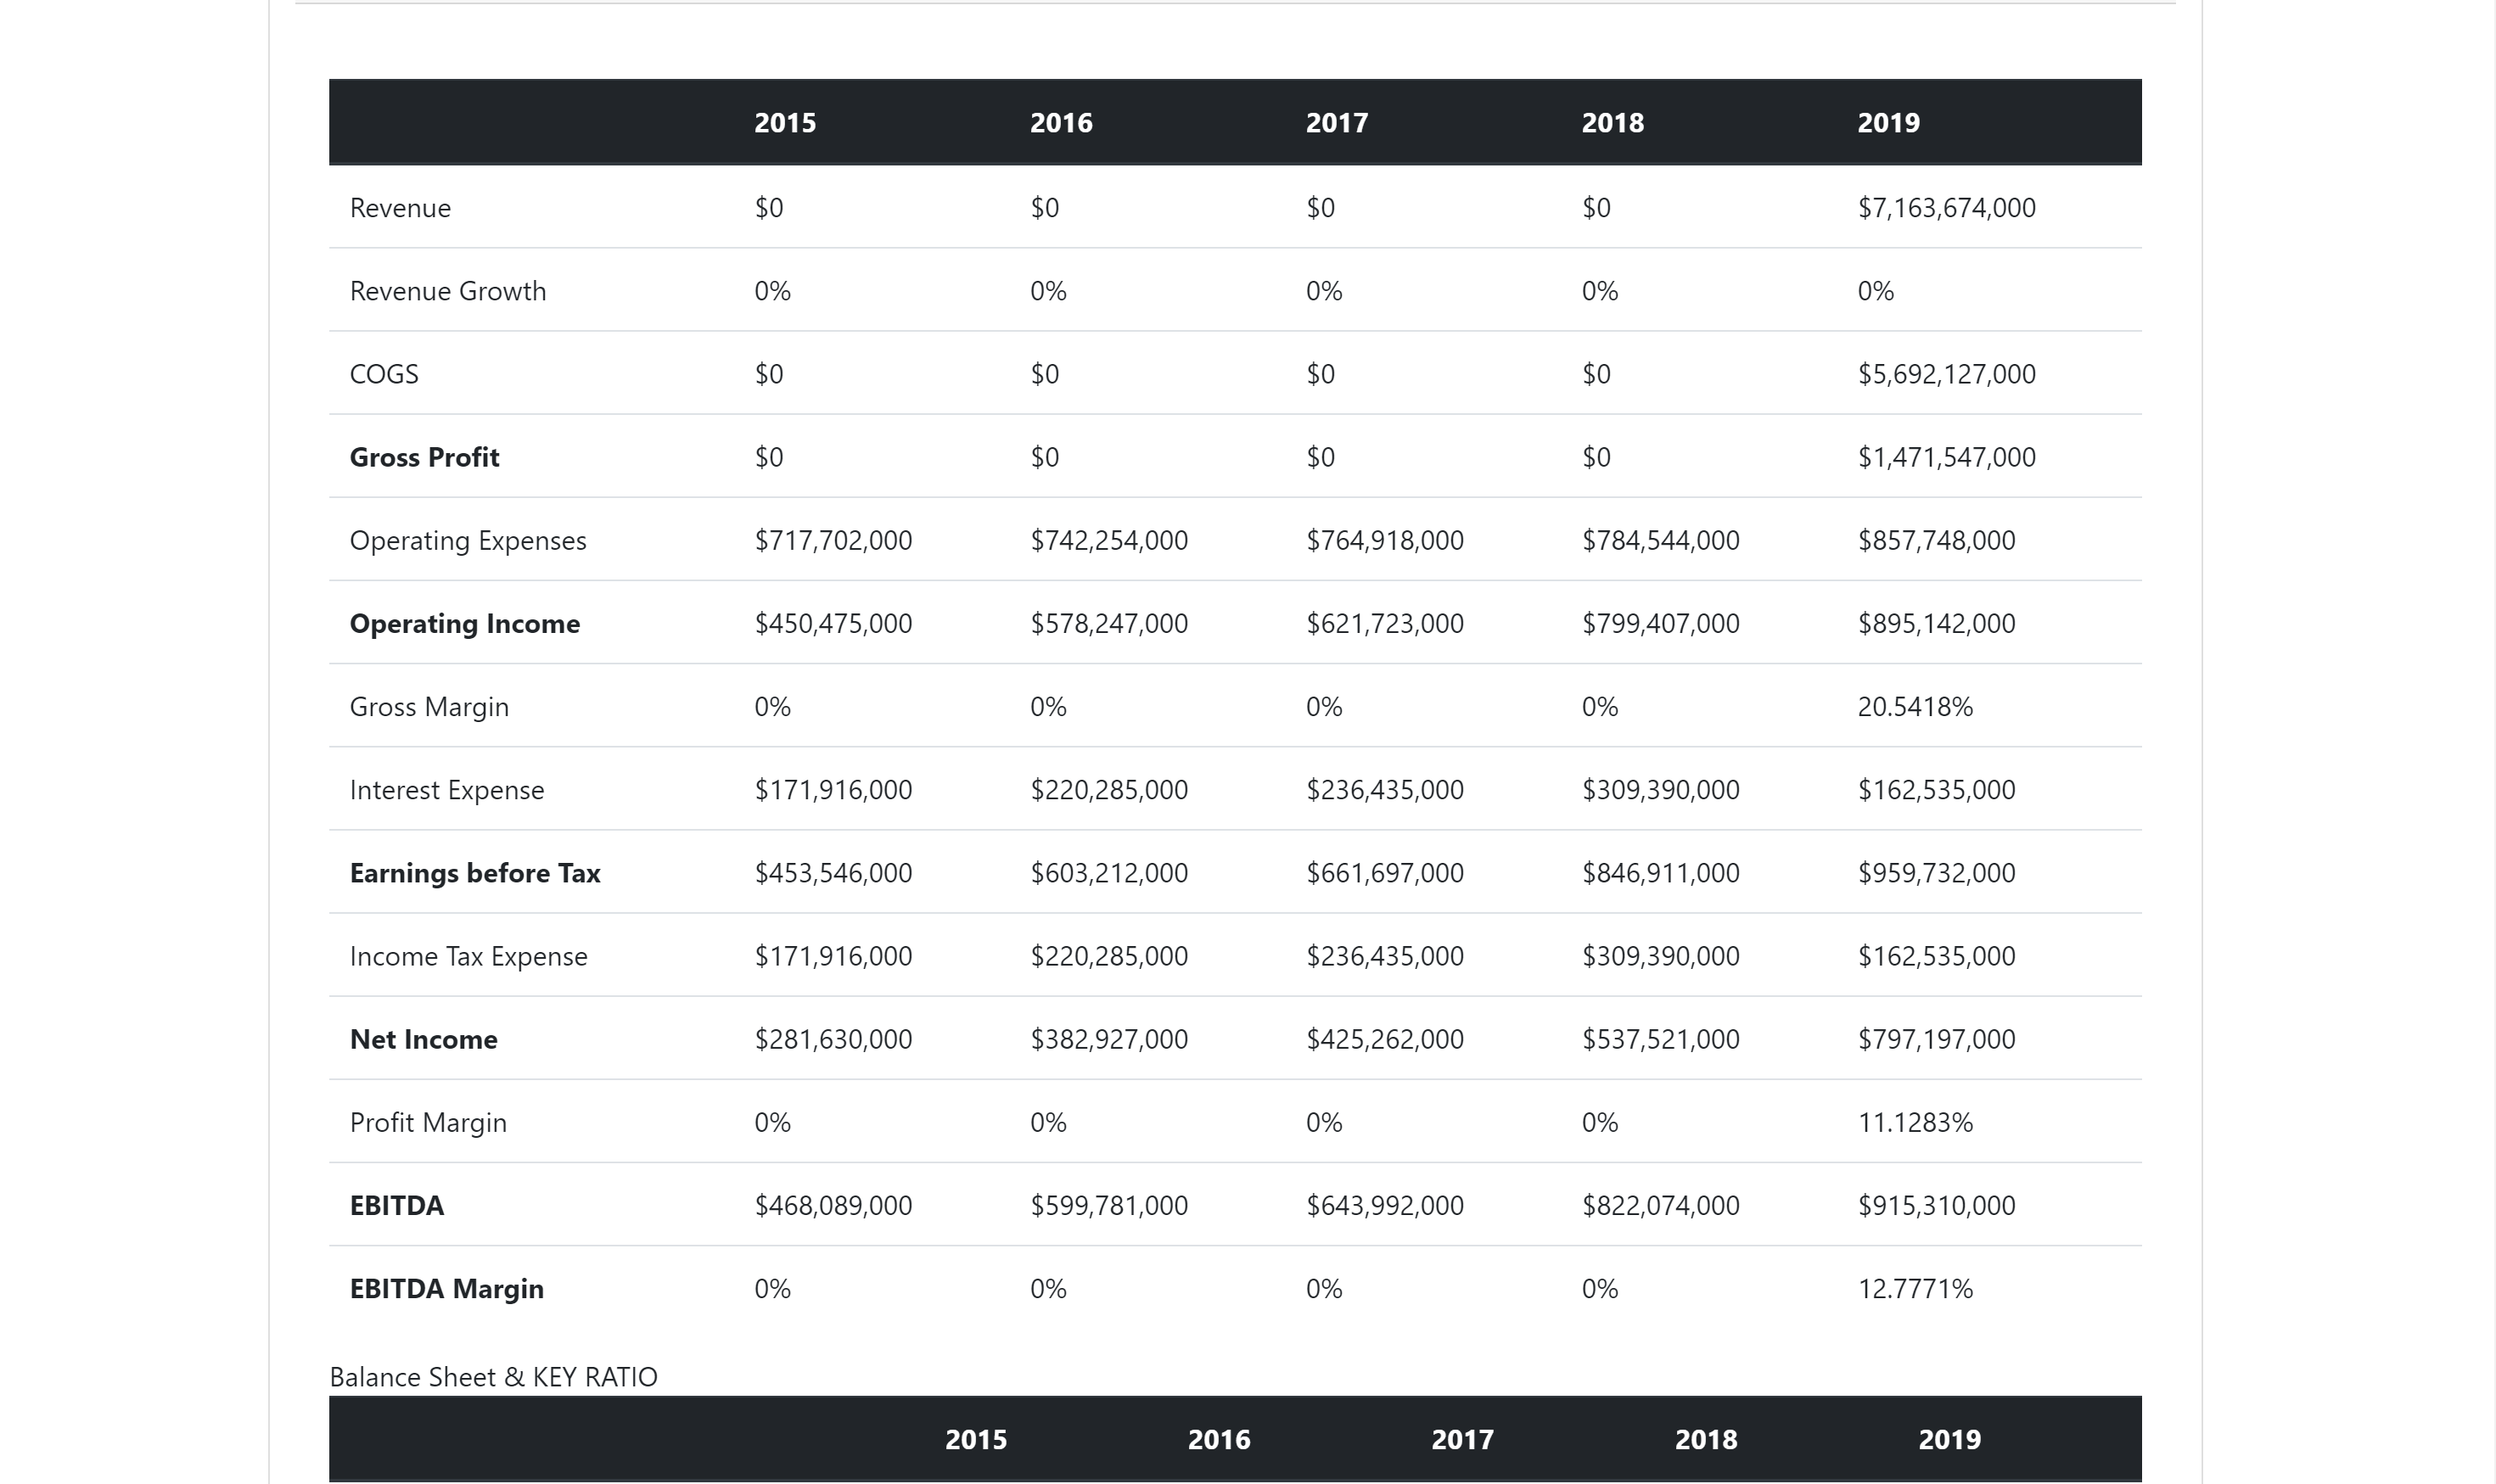 2015 2016 2017 2018 2019
Revenue $0 $0 $0 $0 $7,163,674,000
Revenue Growth 0% 0% 0% 0% 0%
COGS $0 $0 $0 $0 $5,692,127,000
Gross Profit $0 $0 $0 $0 $1,471,547,000
Operating Expenses $717,702,000 $742,254,000 $764,918,000 $784,544,000 $857,748,000
Operating Income $450,475,000 $578,247,000 $621,723,000 $799,407,000 $895,142,000
Gross Margin 0% 0% 0% 0% 20.5418%
Interest Expense $171,916,000 $220,285,000 $236,435,000 $309,390,000 $162,535,000
Earnings before Tax $453,546,000 $603,212,000 $661,697,000 $846,911,000 $959,732,000
Income Tax Expense $171,916,000 $220,285,000 $236,435,000 $309,390,000 $162,535,000
Net Income $281,630,000 $382,927,000 $425,262,000 $537,521,000 $797,197,000
Profit Margin 0% 0% 0% 0% 11.1283%
EBITDA $468,089,000 $599,781,000 $643,992,000 $822,074,000 $915,310,000
EBITDA Margin 0% 0% 0% 0% 12.7771%
Balance Sheet & KEY RATIO
2015 2016 2017 2018 2019